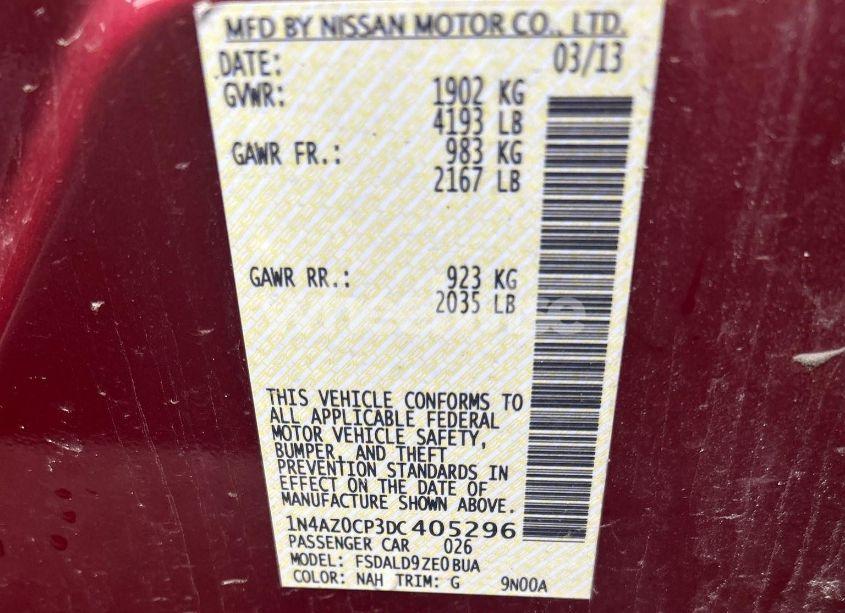 MFD BY NISSAN MOTOR CO., LTD.
DATE: 03/13
GVWR: 1902 KG
4193 LB
GAWR FR.: 983 KG
2167 LB
GAWR RR.: 923 KG
2035 LB
THIS VEHICLE CONFORMS TO
ALL APPLICABLE FEDERAL
MOTOR VEHICLE SAFETY,
BUMPER, AND THEFT
PREVENTION STANDARDS IN
EFFECT ON THE DATE OF
MANUFACTURE SHOWN ABOVE.
1N4AZ0CP3DC405296
PASSENGER CAR 026
MODEL: FSDALD9ZE0BUA
COLOR: NAH TRIM: G 9N00A